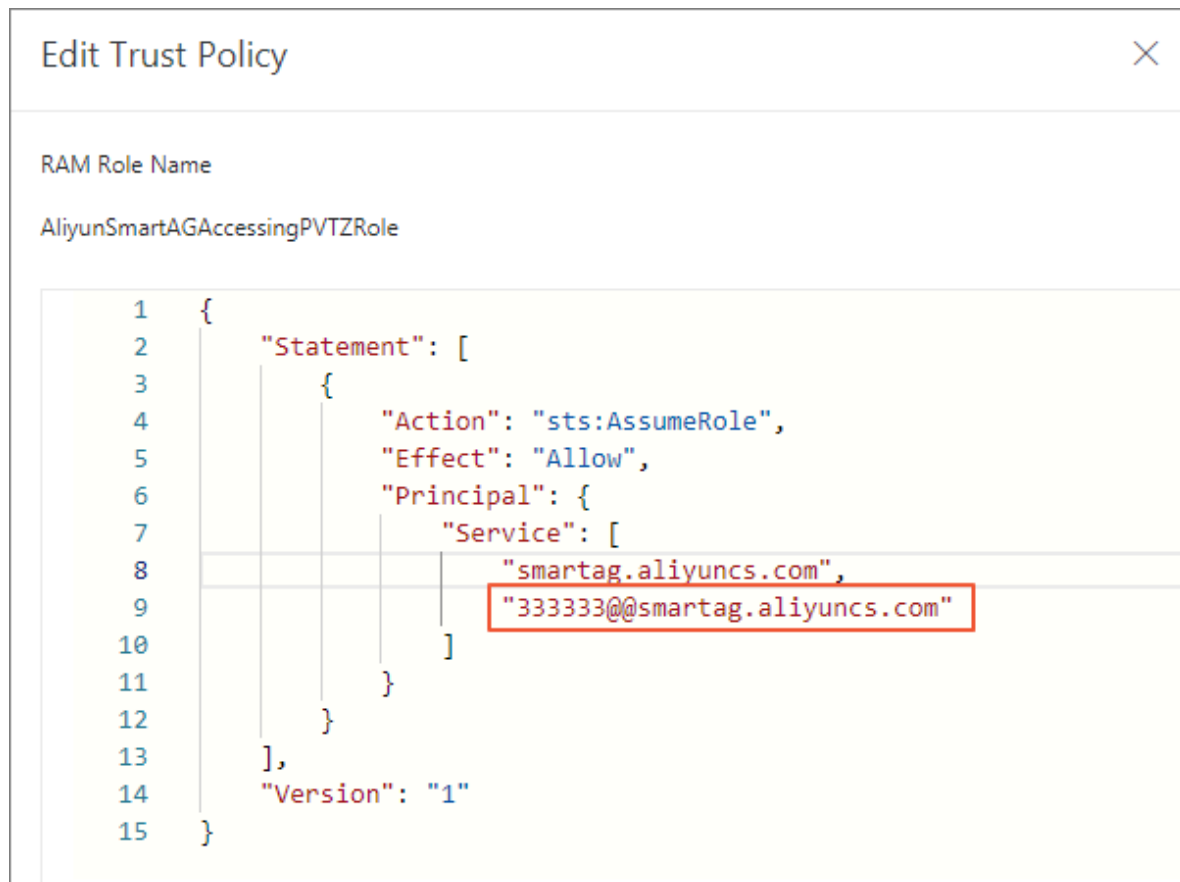 Edit Trust Policy
RAM Role Name
AliyunSmartAGAccessingPVTZRole
1 {
2 "Statement": [
3 {
4 "Action": "sts:AssumeRole",
5 "Effect": "Allow",
6 "Principal": {
7 "Service": [
8 "smartag.aliyuncs.com",
9 "333333@@smartag.aliyuncs.com"
10 ]
11 }
12 }
13 ],
14 "Version": "1"
15 }